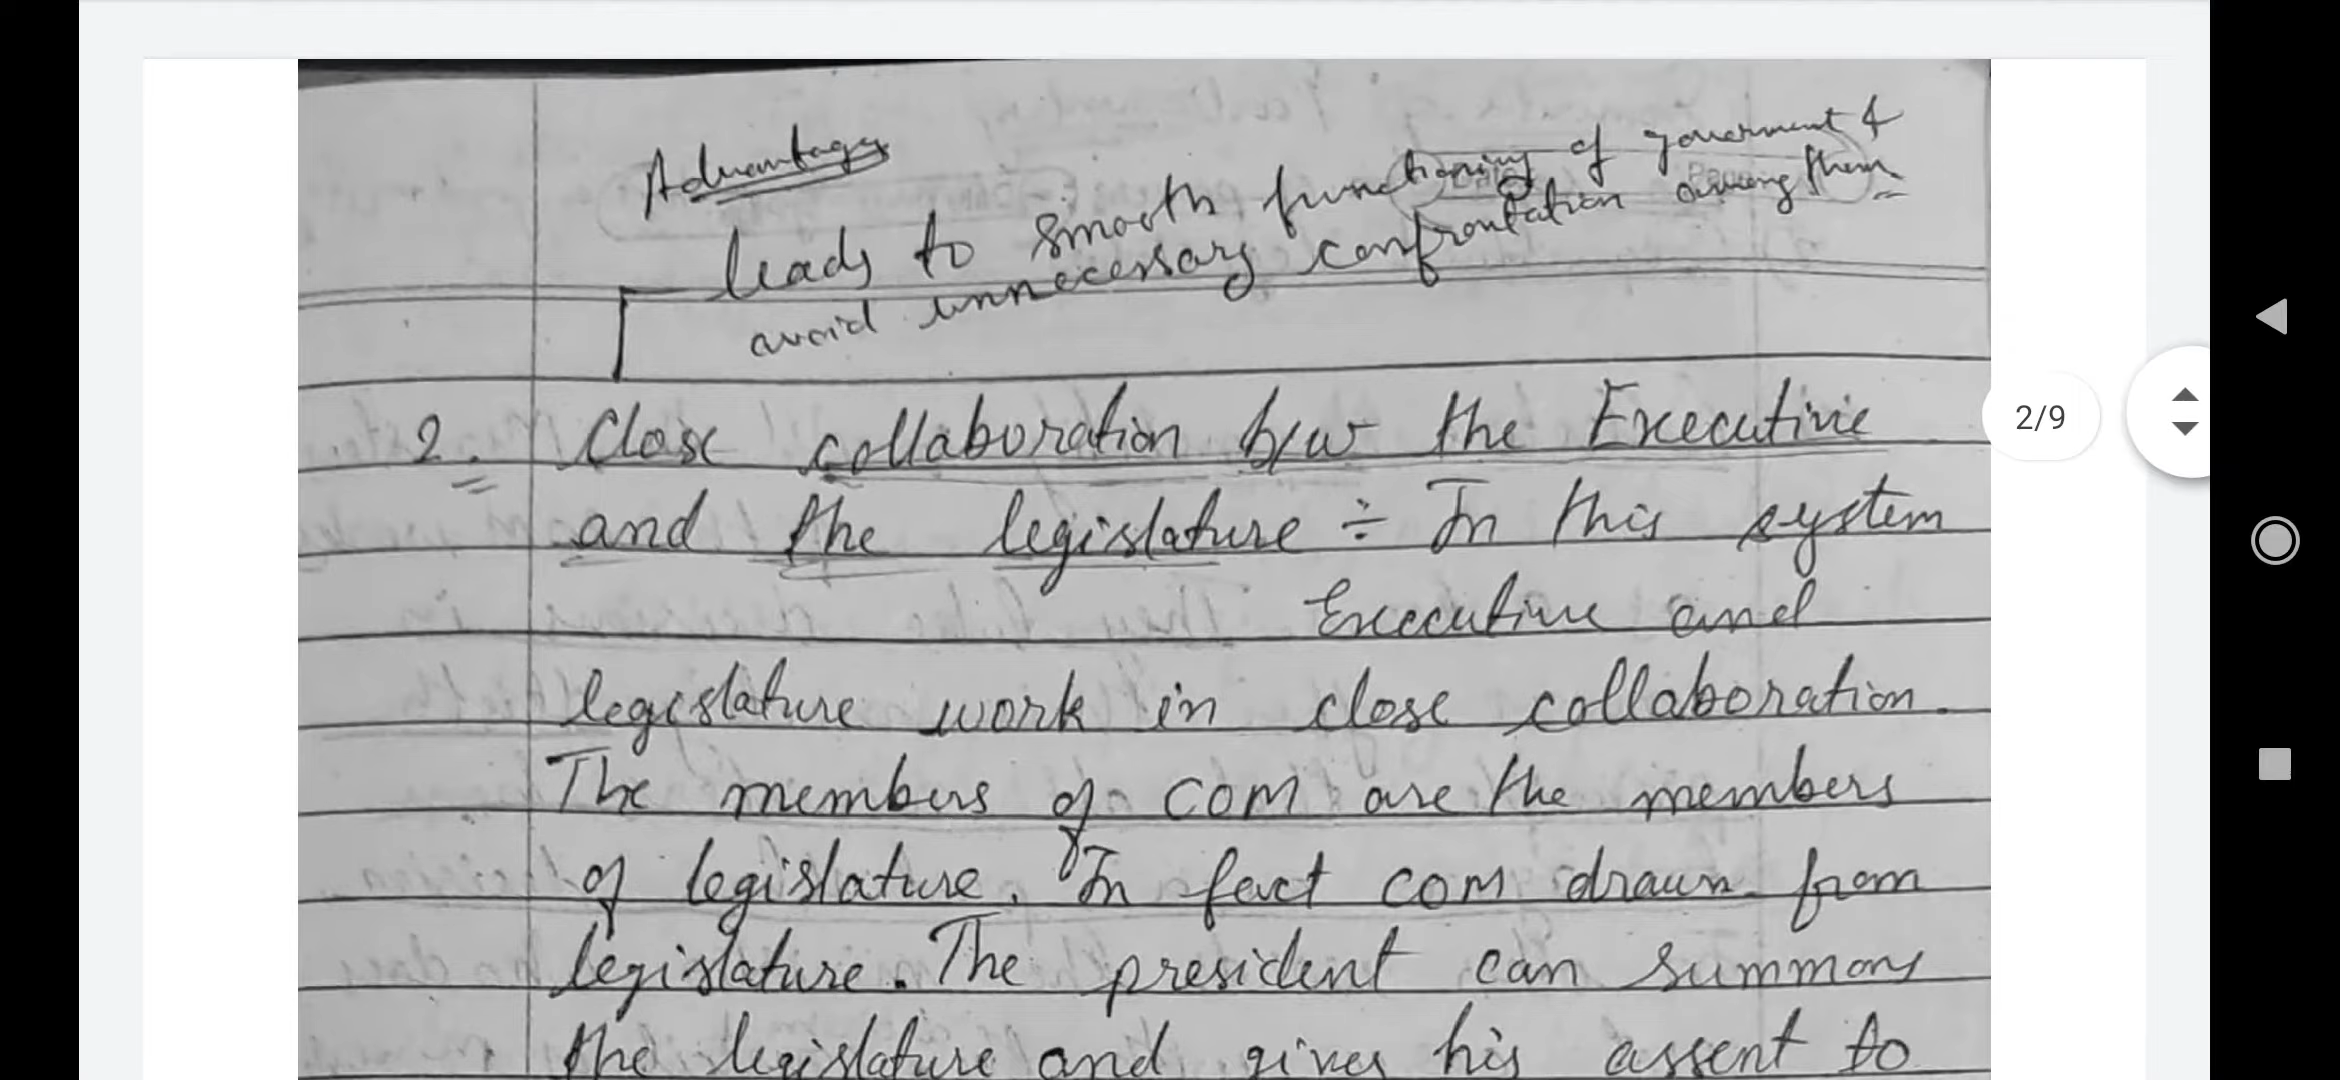 Advantages
leads to smooth functioning of goverment &
avoid unnecessary confrontation among them
2. Close collaboration b/w the Executive
and the legislature ÷ In this system
Executive and
legislature work in close collaboration.
The members of COM are the members
of legislature. In fact COM drawn from
legislature. The president can summons
the legislature and gives his assent to
2/9